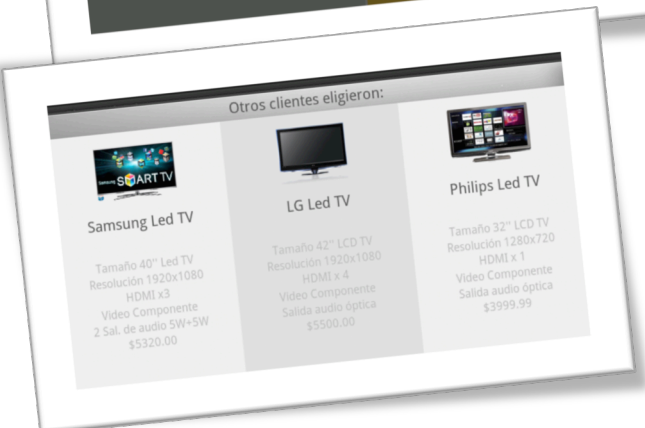 Otros clientes eligieron:
Samsung SMART TV
Samsung Led TV
Tamaño 40'' Led TV
Resolución 1920x1080
HDMI x3
Video Componente
2 Sal. de audio 5W+5W
$5320.00
LG Led TV
Tamaño 42'' LCD TV
Resolución 1920x1080
HDMI x 4
Video Componente
Salida audio óptica
$5500.00
Philips Led TV
Tamaño 32'' LCD TV
Resolución 1280x720
HDMI x 1
Video Componente
Salida audio óptica
$3999.99